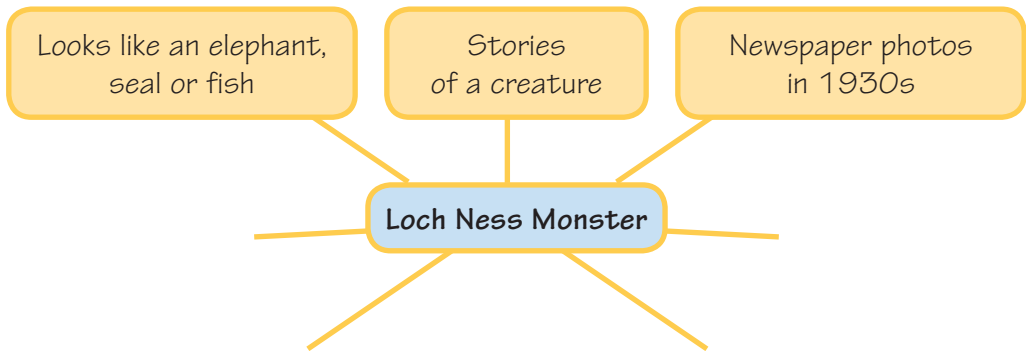 Looks like an elephant,
seal or fish
Stories
of a creature
Newspaper photos
in 1930s
Loch Ness Monster